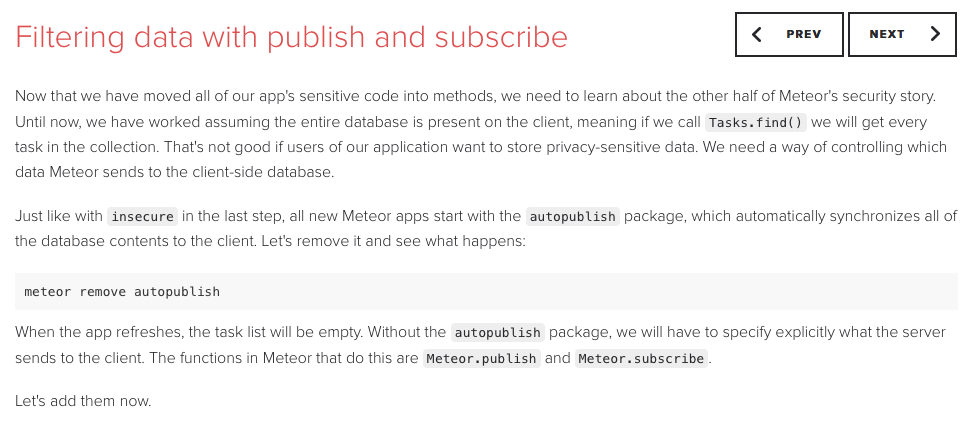 Filtering data with publish and subscribe
PREV
NEXT
Now that we have moved all of our app's sensitive code into methods, we need to learn about the other half of Meteor's security story.
Until now, we have worked assuming the entire database is present on the client, meaning if we call Tasks.find() we will get every
task in the collection. That's not good if users of our application want to store privacy-sensitive data. We need a way of controlling which
data Meteor sends to the client-side database.
Just like with insecure in the last step, all new Meteor apps start with the autopublish package, which automatically synchronizes all of
the database contents to the client. Let's remove it and see what happens:
meteor remove autopublish
When the app refreshes, the task list will be empty. Without the autopublish package, we will have to specify explicitly what the server
sends to the client. The functions in Meteor that do this are Meteor.publish and Meteor.subscribe.
Let's add them now.